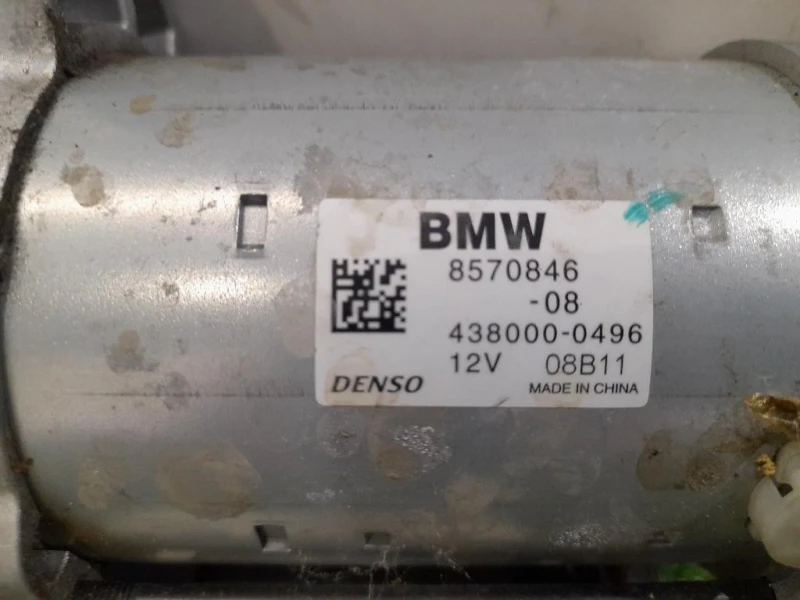 BMW
8570846
-08
438000-0496
12V 08B11
DENSO MADE IN CHINA